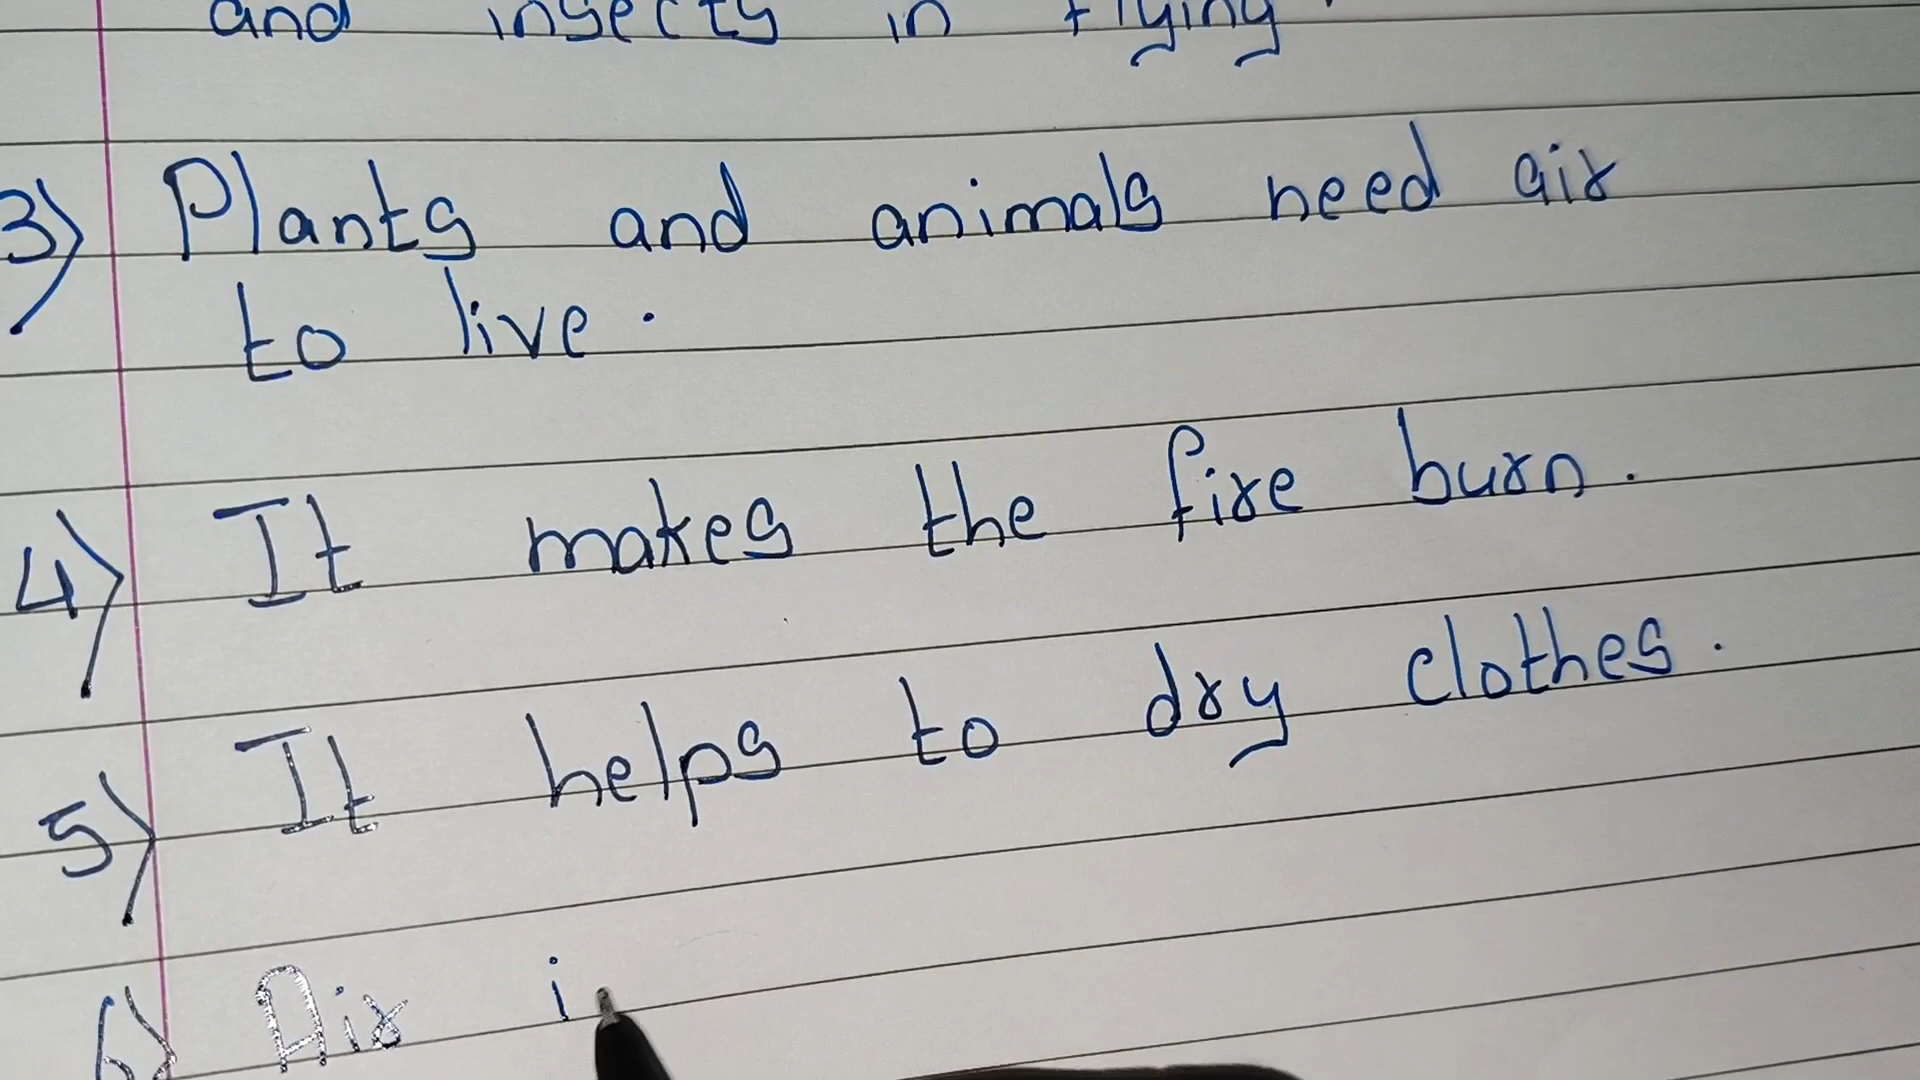 and insects in flying.
3) Plants and animals need air
to live.
4) It makes the fire burn.
5) It helps to dry clothes.
6) Air i